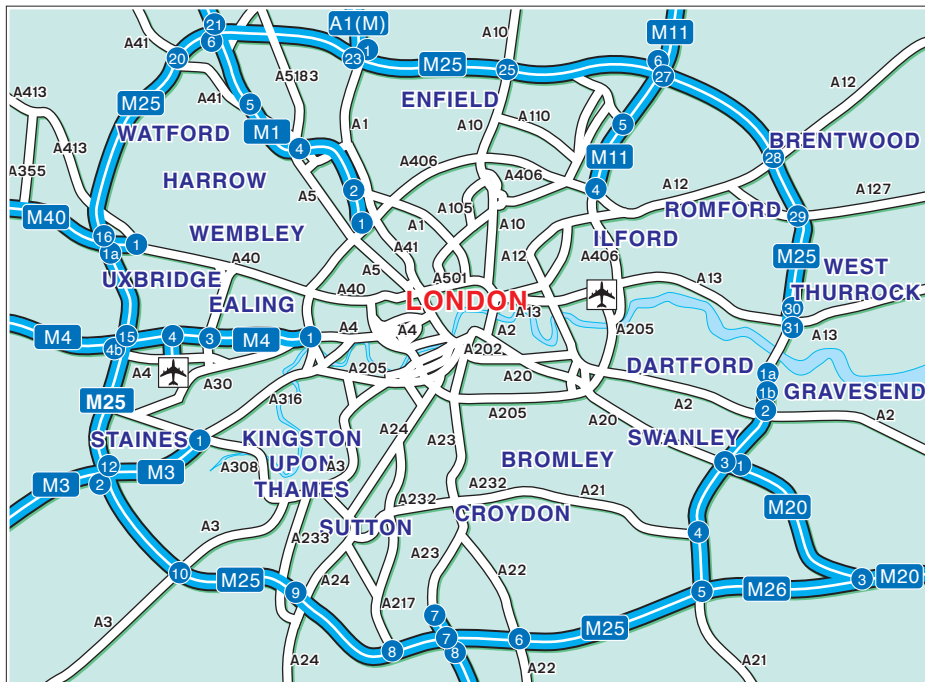 21
A1(M)
A10
M11
A41
6
1
6
20
23
M25
25
27
A12
A5183
A413
M25
A41
ENFIELD
5
A110
WATFORD
M1
A1
A10
5
BRENTWOOD
A413
4
M11
28
A355
A406
A406
4
A12
A127
HARROW
2
A5
A105
ROMFORD
M40
1
A1
A10
29
16
1
WEMBLEY
A41
ILFORD
1a
A12
A406
M25
UXBRIDGE
A40
A5
A501
A13
WEST
THURROCK
EALING
A40
LONDON
A13
30
31
M4
15
4
3
M4
1
A4
A4
A2
A205
A13
4b
A202
A4
A30
A205
A20
DARTFORD
1a
M25
A316
1b
GRAVESEND
2
A205
A2
A2
STAINES
1
KINGSTON
UPON
THAMES
A24
A23
A20
SWANLEY
A308
A3
BROMLEY
3
1
12
M3
M3
2
A232
A232
A21
M20
SUTTON
CROYDON
A3
A233
4
A23
10
M25
A24
A22
9
A217
5
M26
3
M20
7
A3
M25
7
6
8
8
A24
A22
A21